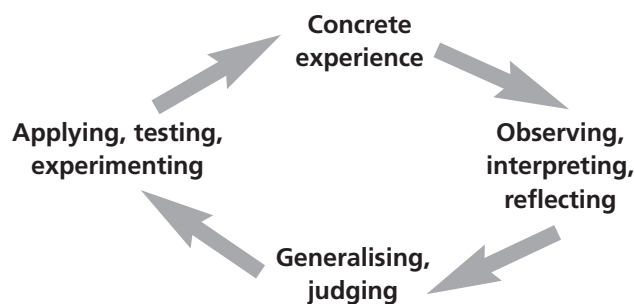 Concrete
experience
Applying, testing,
experimenting
Observing,
interpreting,
reflecting
Generalising,
judging